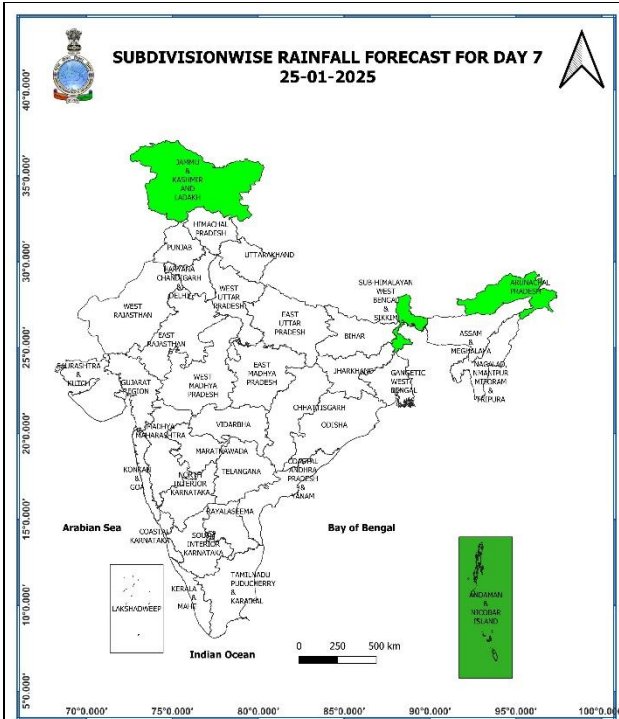 SUBDIVISIONWISE RAINFALL FORECAST FOR DAY 7
25-01-2025
40°0.000'
35°0.000'
30°0.000'
25°0.000'
20°0.000'
15°0.000'
10°0.000'
5°0.000'
JAMMU
&
KASHMIR
AND
LADAKH
HIMACHAL
PRADESH
PUNJAB
UTTARAKHAND
HARYANA
CHANDIGARH
&
DELHI
WEST
UTTAR
PRADESH
WEST
RAJASTHAN
EAST
RAJASTHAN
EAST
UTTAR
PRADESH
SUB-HIMALAYAN
WEST
BENGAL
&
SIKKIM
ARUNACHAL
PRADESH
ASSAM
&
MEGHALAYA
BIHAR
SAURASHTRA
&
KUTCH
GUJARAT
REGION
WEST
MADHYA
PRADESH
EAST
MADHYA
PRADESH
JHARKHAND
GANGETIC
WEST
BENGAL
MIZORAM
&
TRIPURA
CHHATTISGARH
ODISHA
MADHYA
MAHARASHTRA
VIDARBHA
MARATNAWADA
KONKAN
&
GOA
NORTH
INTERIOR
KARNATAKA
TELANGANA
COASTAL
ANDHRA
PRADESH
&
YANAM
RAYALASEEMA
Arabian Sea
COASTAL
KARNATAKA
SOUTH
INTERIOR
KARNATAKA
Bay of Bengal
LAKSHADWEEP
KERALA
&
MAHE
TAMILNADU
PUDUCHERRY
&
KARAIKAL
ANDAMAN
&
NICOBAR
ISLAND
Indian Ocean
0 250 500 km
70°0.000' 75°0.000' 80°0.000' 85°0.000' 90°0.000' 95°0.000' 100°0.000'